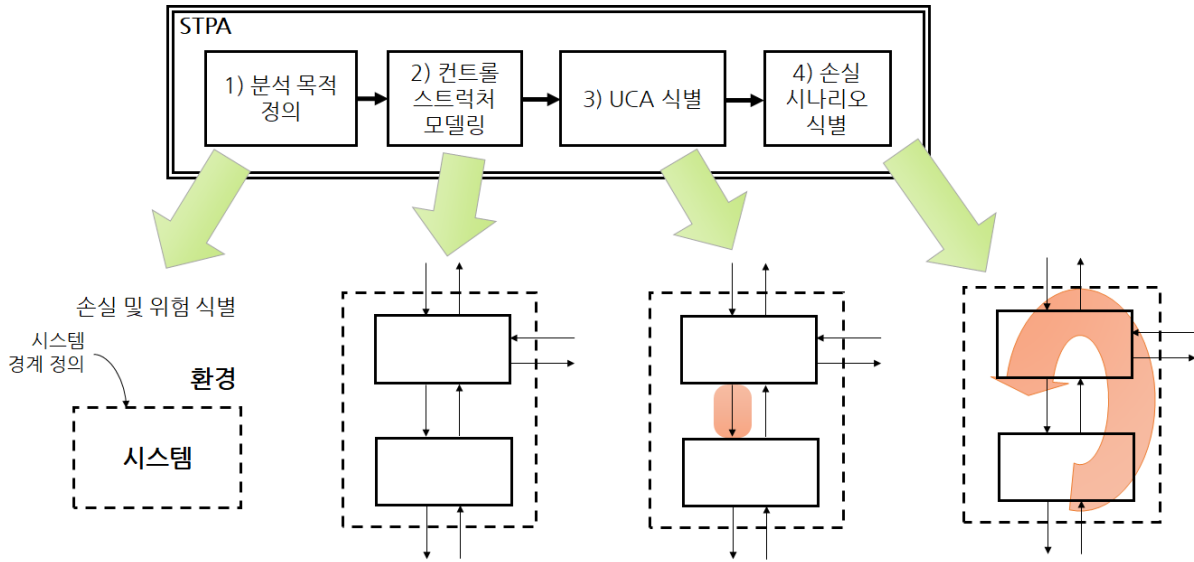 STPA
1) 분석 목적
정의
2) 컨트롤
스트럭처
모델링
3) UCA 식별
4) 손실
시나리오
식별
손실 및 위험 식별
시스템
경계 정의
환경
시스템